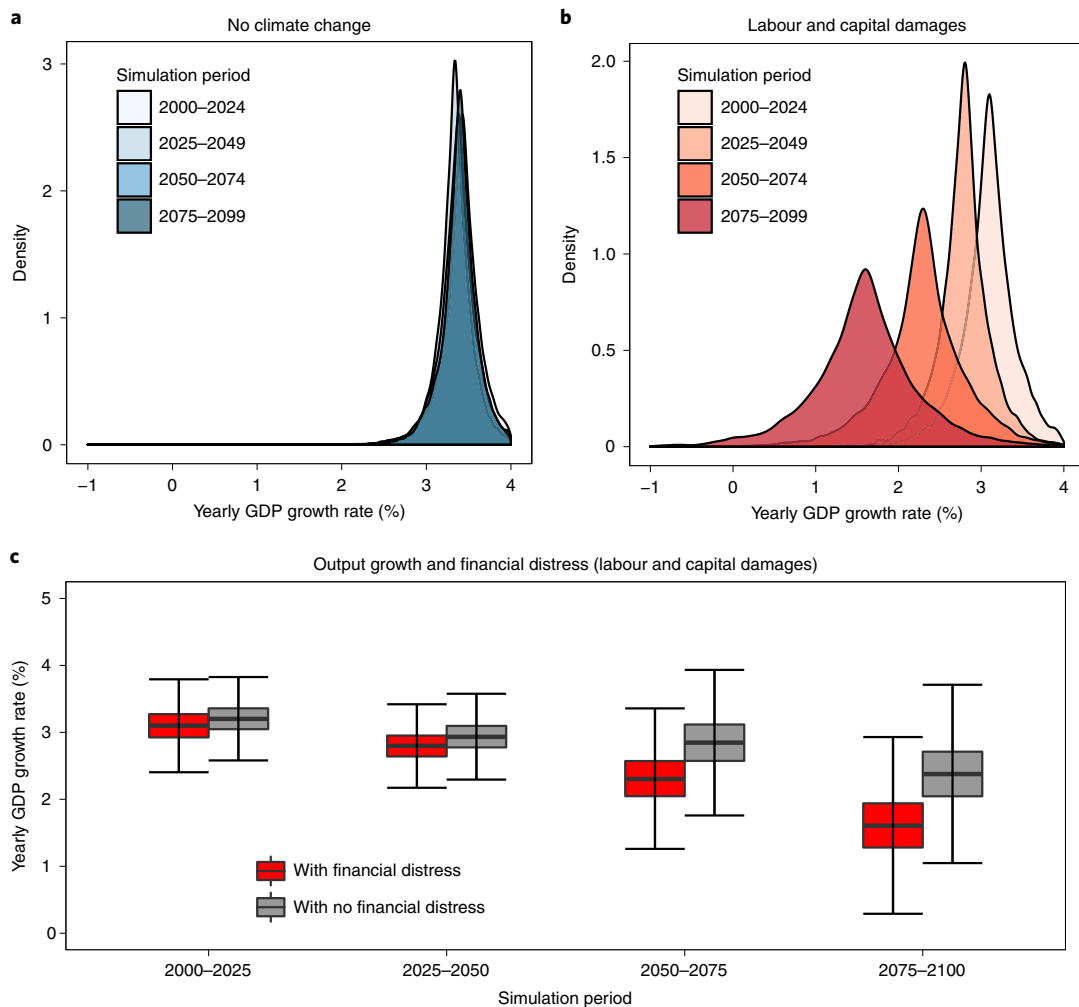 a
No climate change
3
2
1
0
Density
Simulation period
2000–2024
2025–2049
2050–2074
2075–2099
−1 0 1 2 3 4
Yearly GDP growth rate (%)
b
Labour and capital damages
2.0
1.5
1.0
0.5
0
Density
Simulation period
2000–2024
2025–2049
2050–2074
2075–2099
−1 0 1 2 3 4
Yearly GDP growth rate (%)
c
Output growth and financial distress (labour and capital damages)
5
4
3
2
1
0
Yearly GDP growth rate (%)
With financial distress
With no financial distress
2000–2025 2025–2050 2050–2075 2075–2100
Simulation period